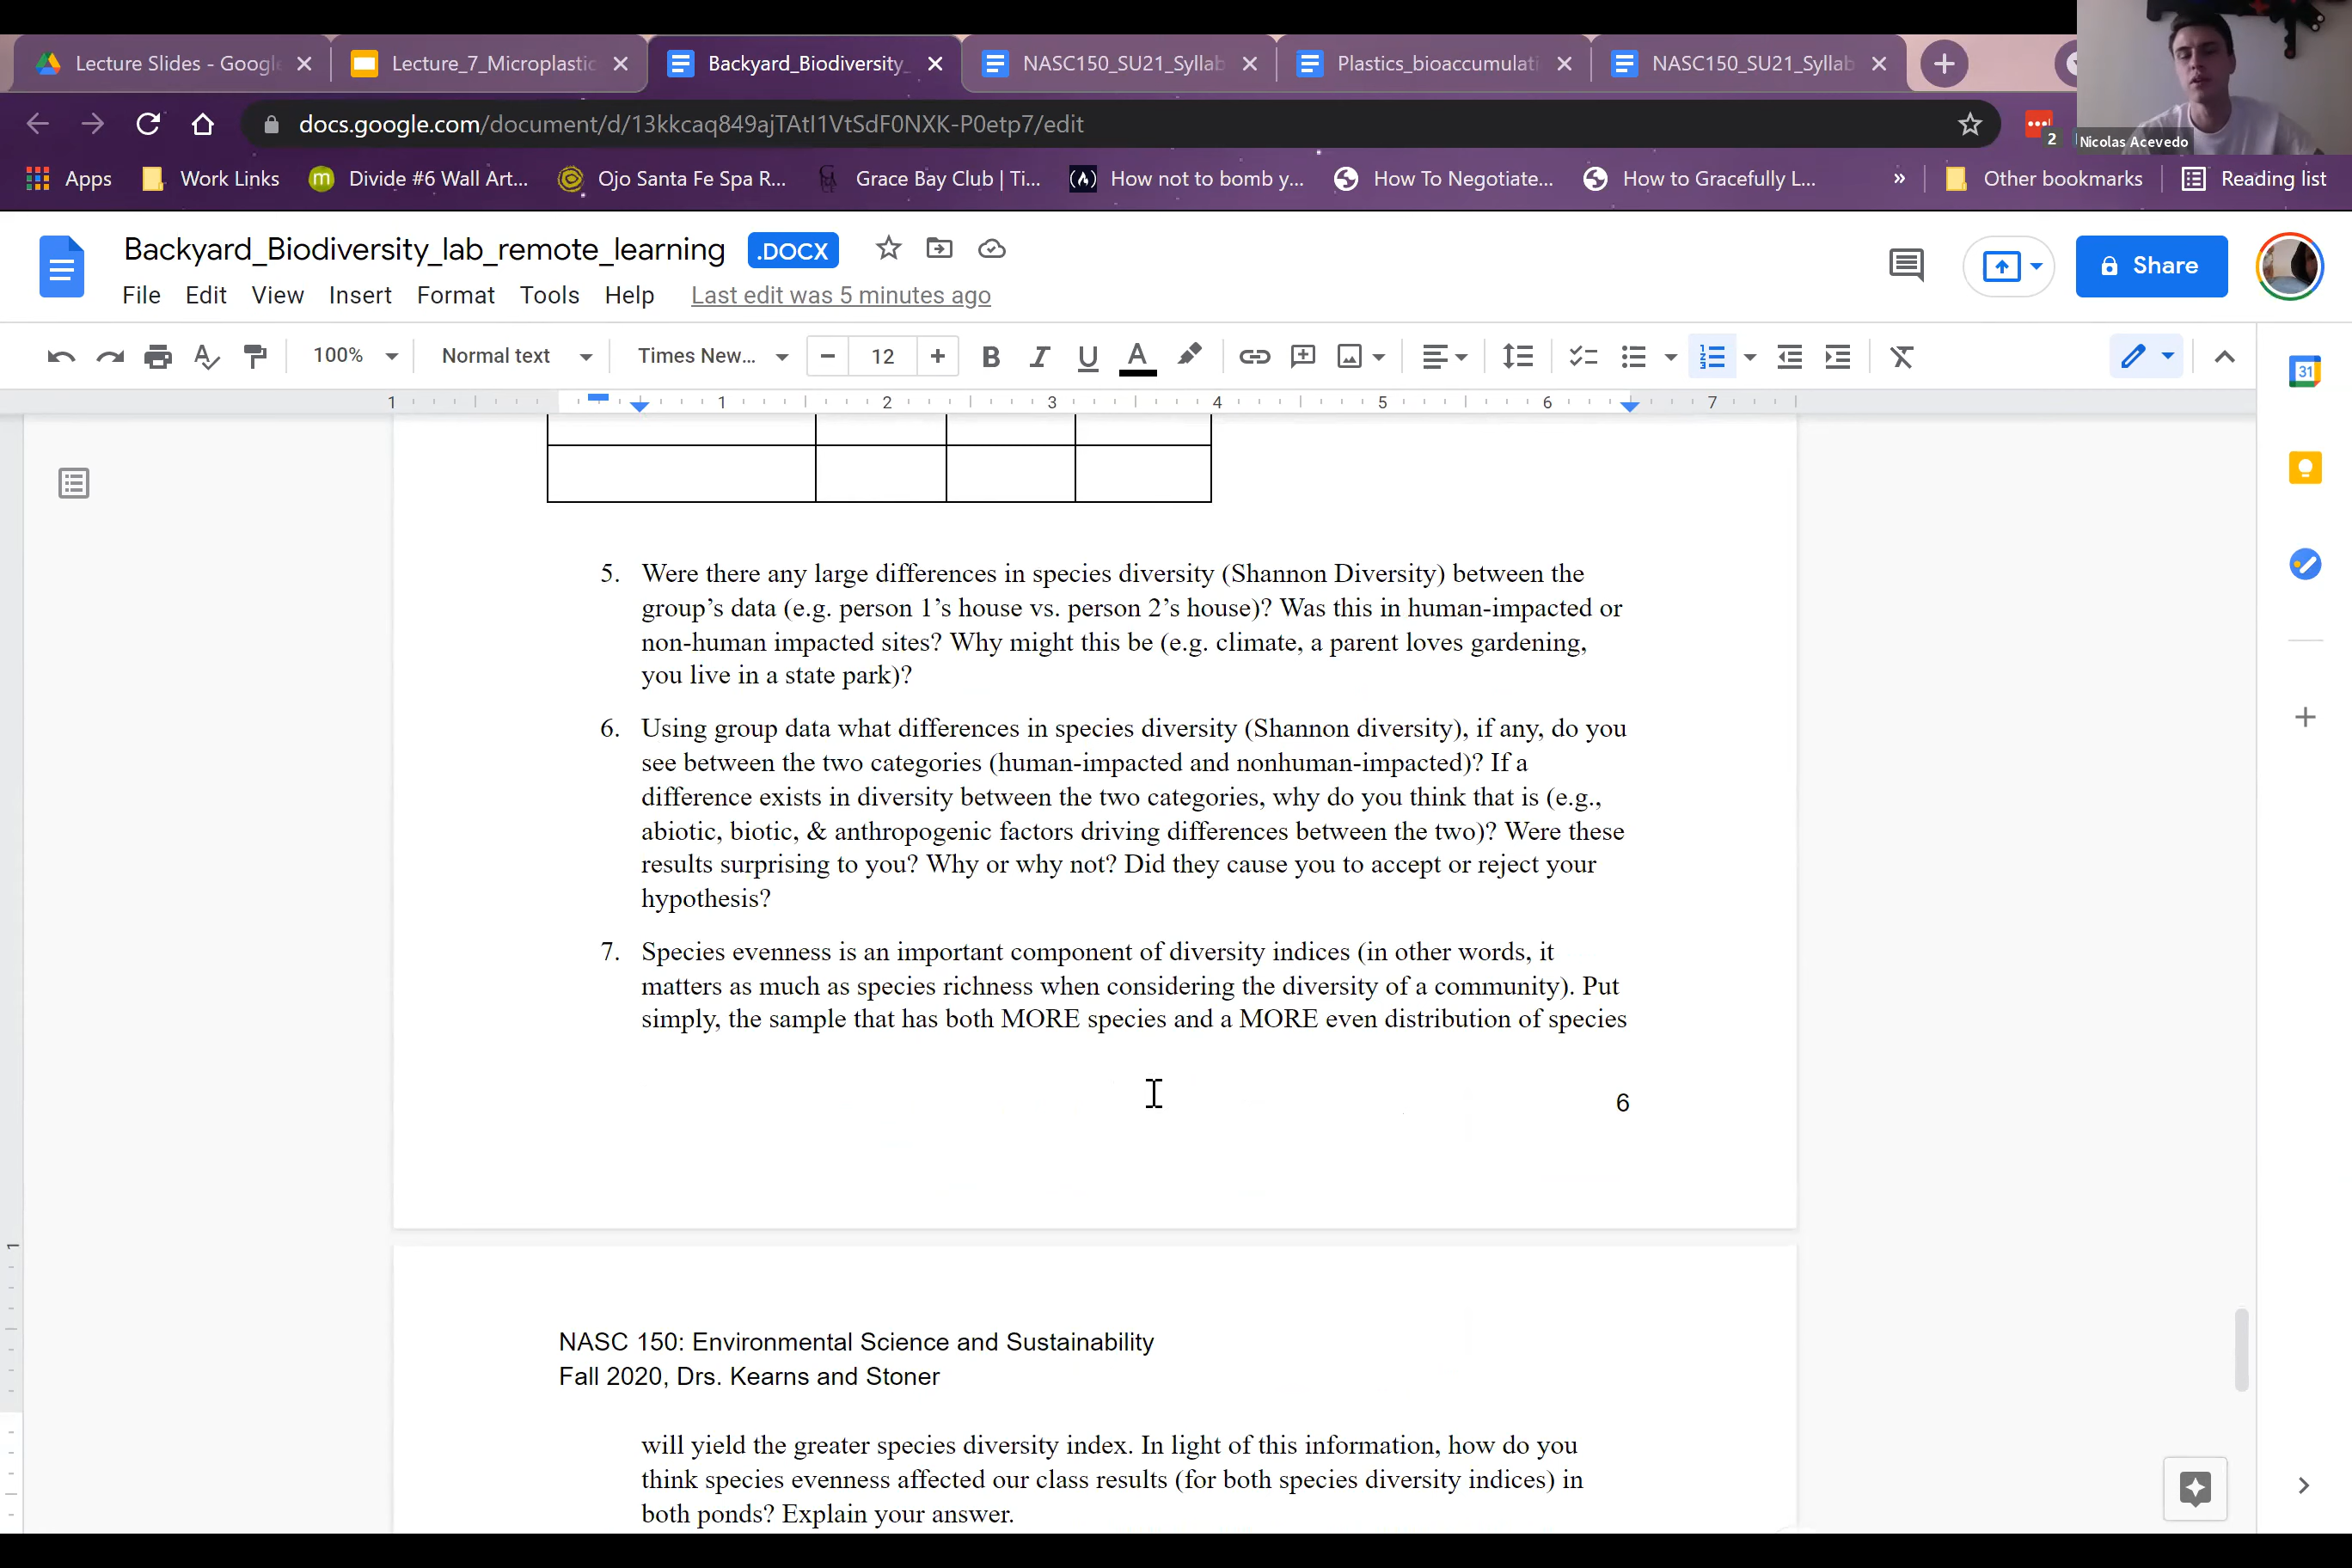 Lecture Slides - Google
Lecture_7_Microplastic
Backyard_Biodiversity_
NASC150_SU21_Syllab
Plastics_bioaccumulati
NASC150_SU21_Syllab
docs.google.com/document/d/13kkcaq849ajTAtI1VtSdF0NXK-P0etp7/edit
2
Nicolas Acevedo
Apps
Work Links
Divide #6 Wall Art...
Ojo Santa Fe Spa R...
Grace Bay Club | Ti...
How not to bomb y...
How To Negotiate...
How to Gracefully L...
»
Other bookmarks
Reading list
Backyard_Biodiversity_lab_remote_learning
.DOCX
Share
File Edit View Insert Format Tools Help Last edit was 5 minutes ago
100% Normal text Times New... 12 B I U A
1 1 2 3 4 5 6 7
31
5. Were there any large differences in species diversity (Shannon Diversity) between the
group's data (e.g. person 1's house vs. person 2's house)? Was this in human-impacted or
non-human impacted sites? Why might this be (e.g. climate, a parent loves gardening,
you live in a state park)?
6. Using group data what differences in species diversity (Shannon diversity), if any, do you
see between the two categories (human-impacted and nonhuman-impacted)? If a
difference exists in diversity between the two categories, why do you think that is (e.g.,
abiotic, biotic, & anthropogenic factors driving differences between the two)? Were these
results surprising to you? Why or why not? Did they cause you to accept or reject your
hypothesis?
7. Species evenness is an important component of diversity indices (in other words, it
matters as much as species richness when considering the diversity of a community). Put
simply, the sample that has both MORE species and a MORE even distribution of species
6
1
NASC 150: Environmental Science and Sustainability
Fall 2020, Drs. Kearns and Stoner
will yield the greater species diversity index. In light of this information, how do you
think species evenness affected our class results (for both species diversity indices) in
both ponds? Explain your answer.